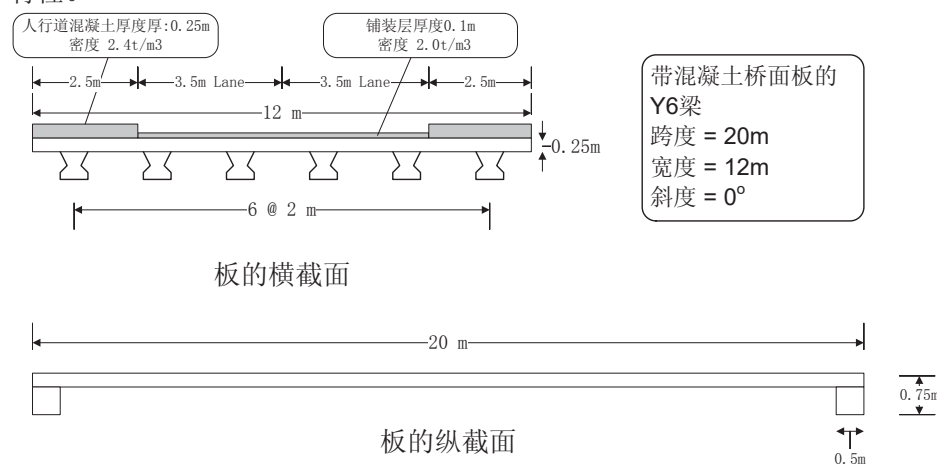 人行道混凝土厚度厚:0.25m
密度 2.4t/m3
铺装层厚度0.1m
密度 2.0t/m3
2.5m
3.5m Lane
3.5m Lane
2.5m
12 m
0.25m
6 @ 2 m
板的横截面
带混凝土桥面板的
Y6梁
跨度 = 20m
宽度 = 12m
斜度 = 0°
20 m
0.75m
板的纵截面
0.5m